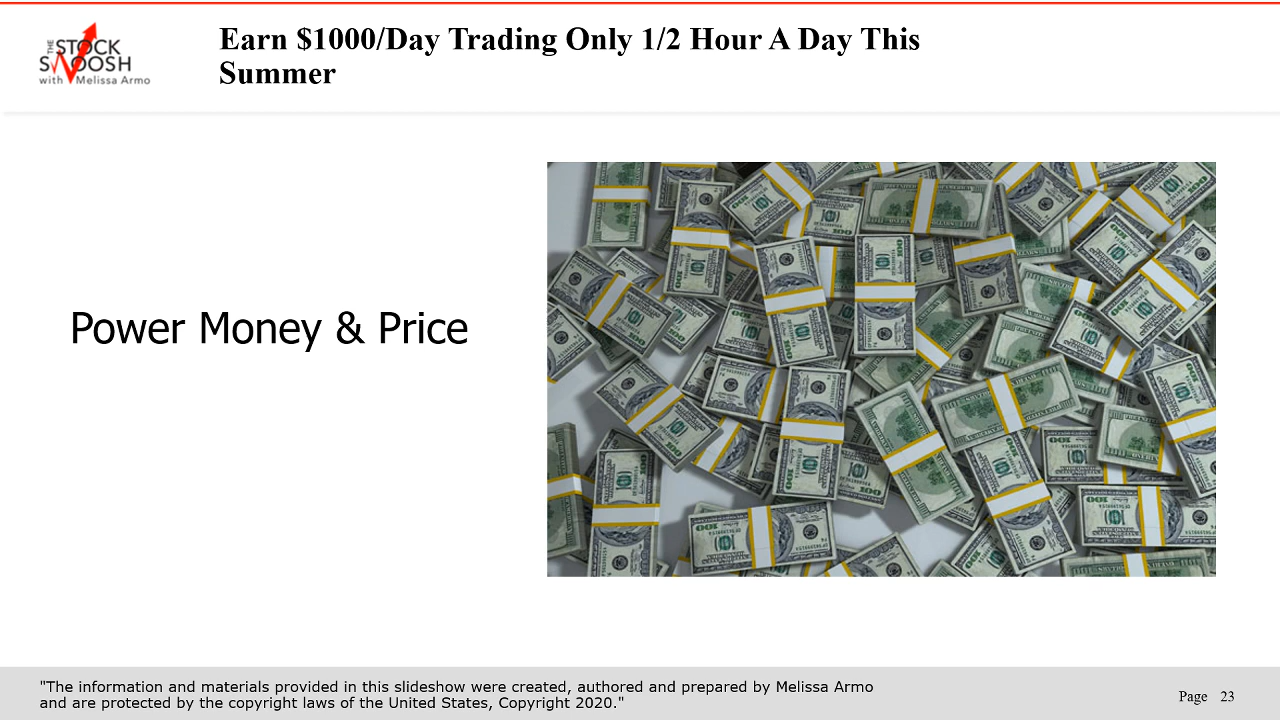 THE
STOCK
SWOOSH
with Melissa Armo
Earn $1000/Day Trading Only 1/2 Hour A Day This
Summer
Power Money & Price
"The information and materials provided in this slideshow were created, authored and prepared by Melissa Armo
and are protected by the copyright laws of the United States, Copyright 2020."
Page 23